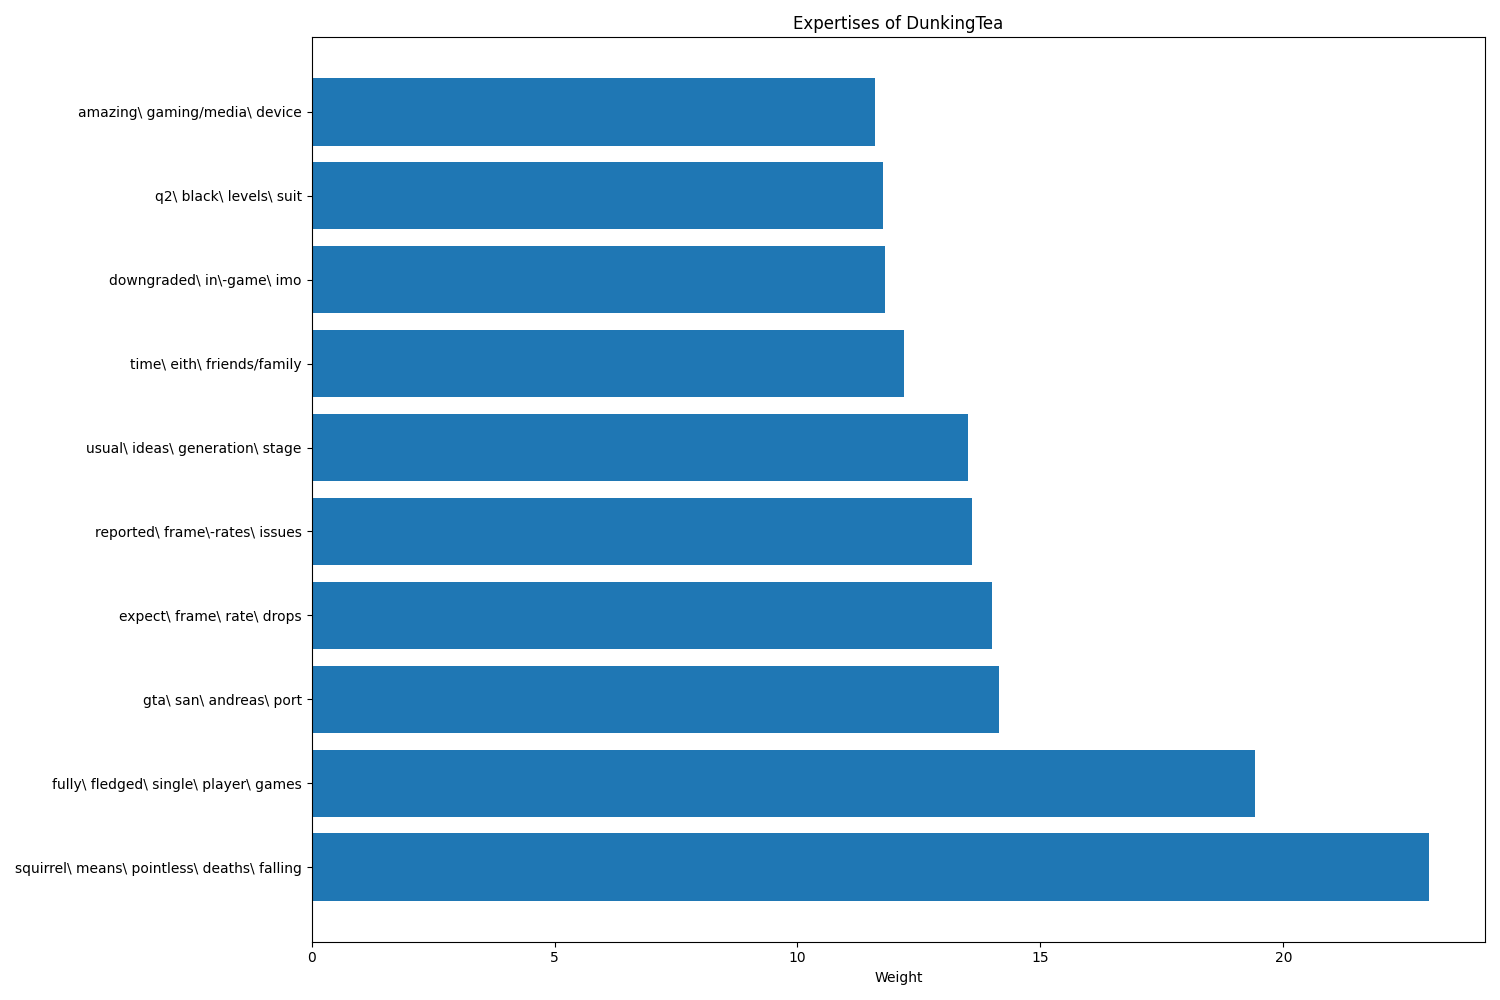 Expertises of DunkingTea
amazing\ gaming/media\ device
q2\ black\ levels\ suit
downgraded\ in\-game\ imo
time\ eith\ friends/family
usual\ ideas\ generation\ stage
reported\ frame\-rates\ issues
expect\ frame\ rate\ drops
gta\ san\ andreas\ port
fully\ fledged\ single\ player\ games
squirrel\ means\ pointless\ deaths\ falling
0 5 10 15 20
Weight